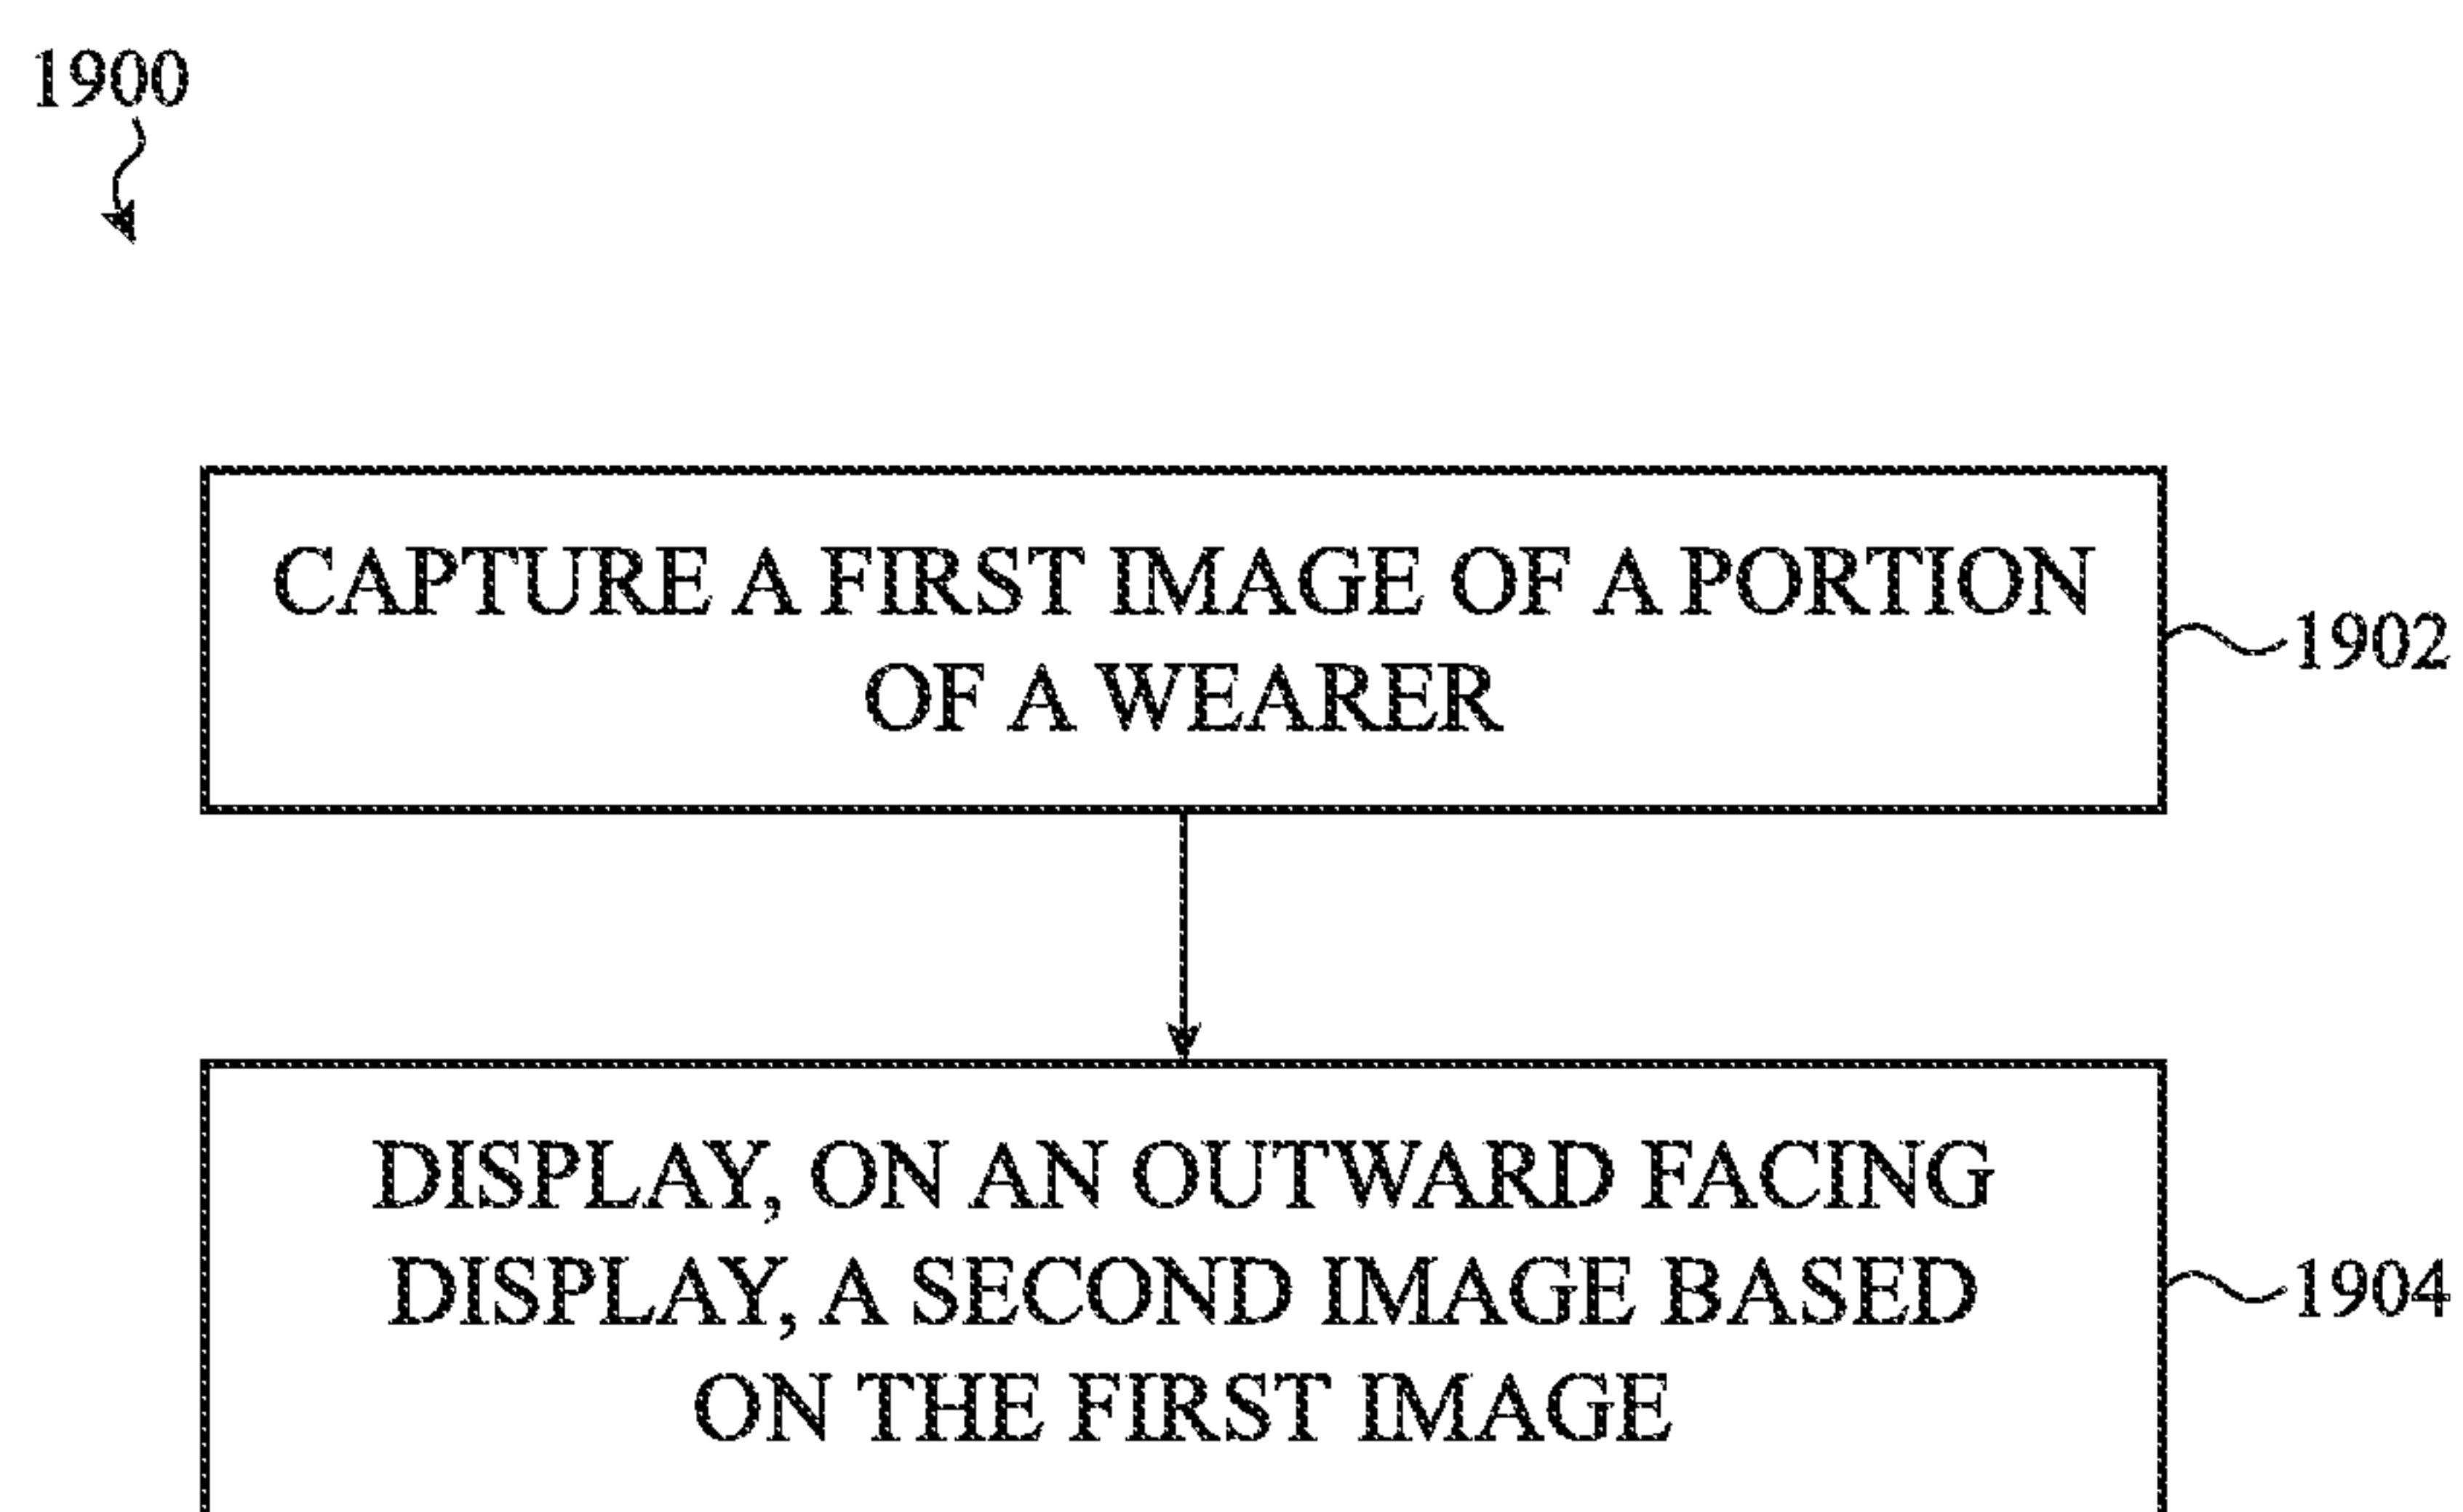 1900
CAPTURE A FIRST IMAGE OF A PORTION
OF A WEARER
1902
DISPLAY, ON AN OUTWARD FACING
DISPLAY, A SECOND IMAGE BASED
ON THE FIRST IMAGE
1904